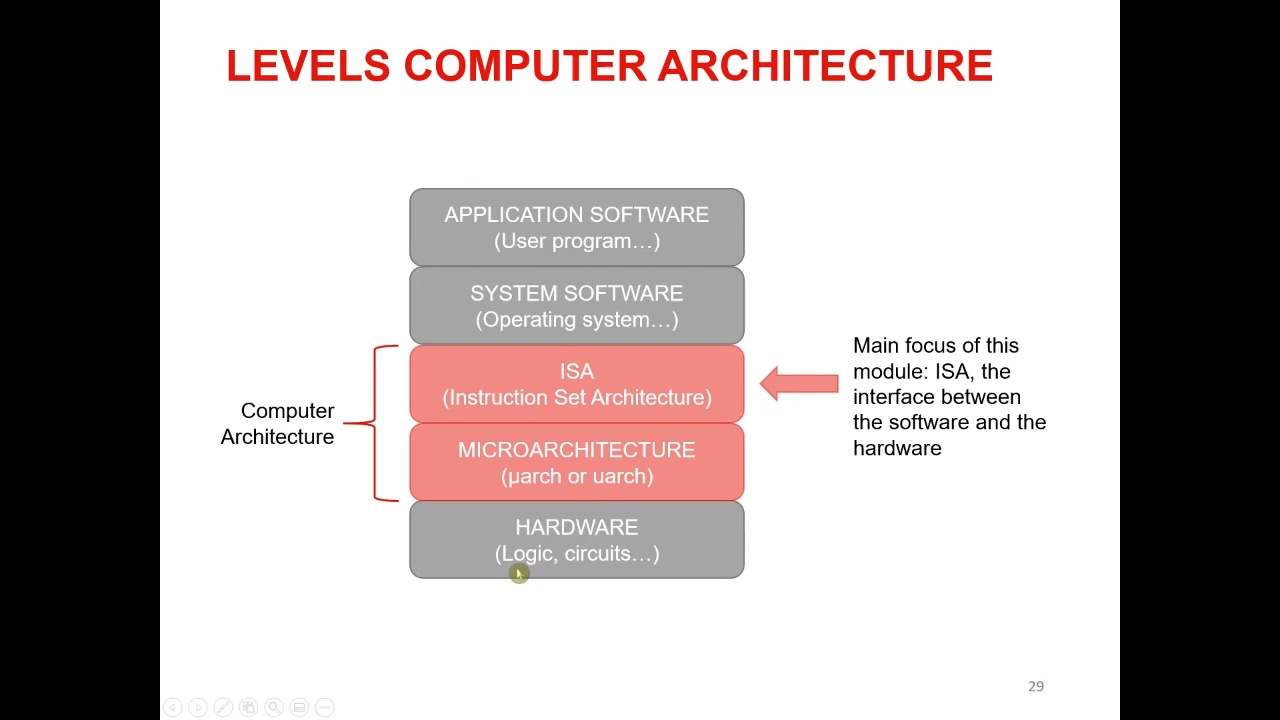 LEVELS COMPUTER ARCHITECTURE
APPLICATION SOFTWARE
(User program…)
SYSTEM SOFTWARE
(Operating system…)
ISA
(Instruction Set Architecture)
MICROARCHITECTURE
(µarch or uarch)
HARDWARE
(Logic, circuits…)
Computer
Architecture
Main focus of this
module: ISA, the
interface between
the software and the
hardware
29